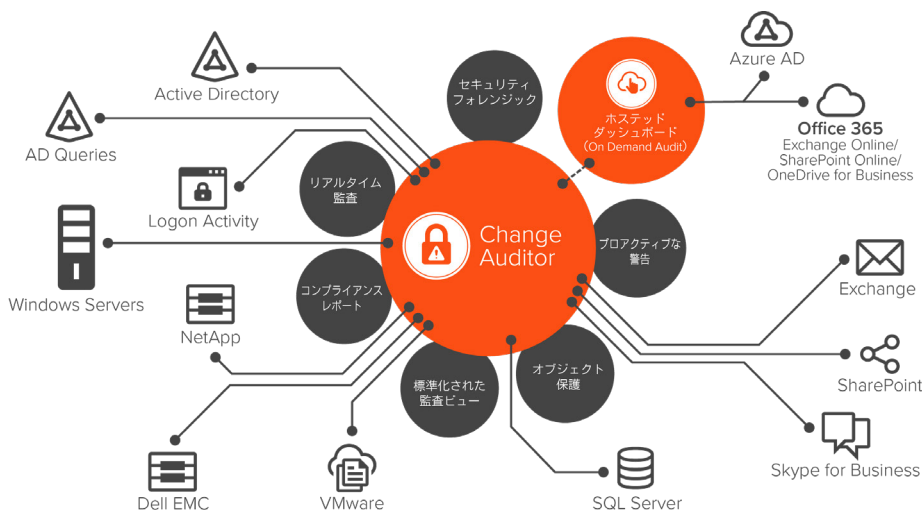 Active Directory
AD Queries
Logon Activity
Windows Servers
NetApp
Dell EMC
VMware
SQL Server
セキュリティ
フォレンジック
リアルタイム
監査
コンプライアンス
レポート
標準化された
監査ビュー
オブジェクト
保護
プロアクティブな
警告
Change
Auditor
ホステッド
ダッシュボード
(On Demand Audit)
Azure AD
Office 365
Exchange Online/
SharePoint Online/
OneDrive for Business
Exchange
SharePoint
Skype for Business